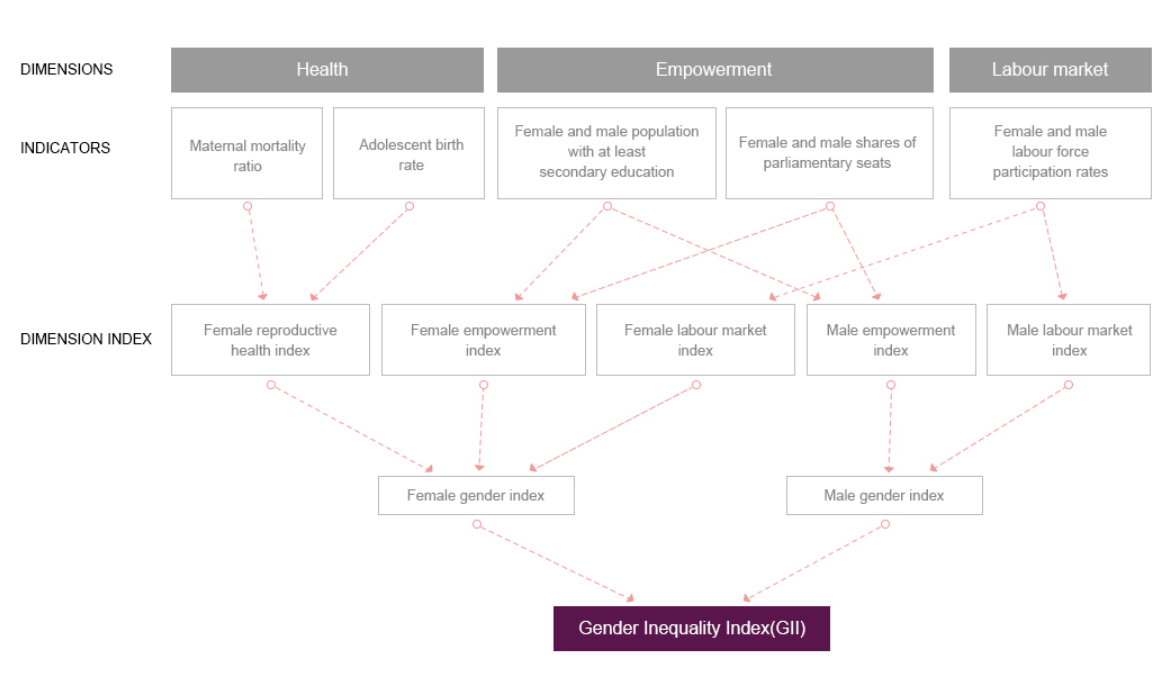 DIMENSIONS
Health
Empowerment
Labour market
INDICATORS
Maternal mortality
ratio
Adolescent birth
rate
Female and male population
with at least
secondary education
Female and male shares of
parliamentary seats
Female and male
labour force
participation rates
DIMENSION INDEX
Female reproductive
health index
Female empowerment
index
Female labour market
index
Male empowerment
index
Male labour market
index
Female gender index
Male gender index
Gender Inequality Index(GII)